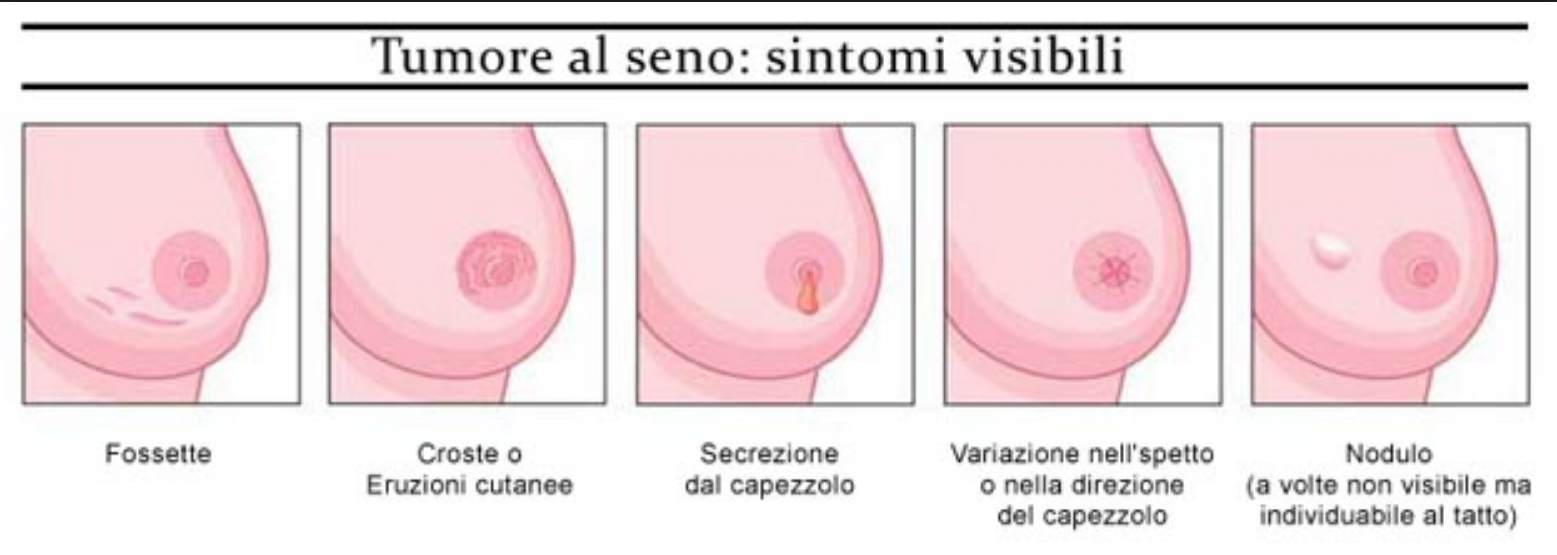 Tumore al seno: sintomi visibili
Fossette
Croste o
Eruzioni cutanee
Secrezione
dal capezzolo
Variazione nell'spetto
o nella direzione
del capezzolo
Nodulo
(a volte non visibile ma
individuabile al tatto)